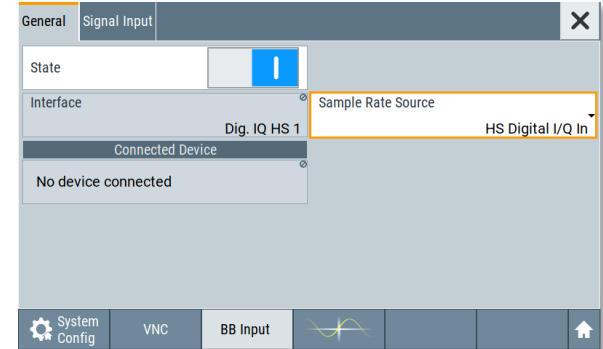 General
Signal Input
State
Interface
Dig. IQ HS 1
Sample Rate Source
HS Digital I/Q In
Connected Device
No device connected
System
Config
VNC
BB Input